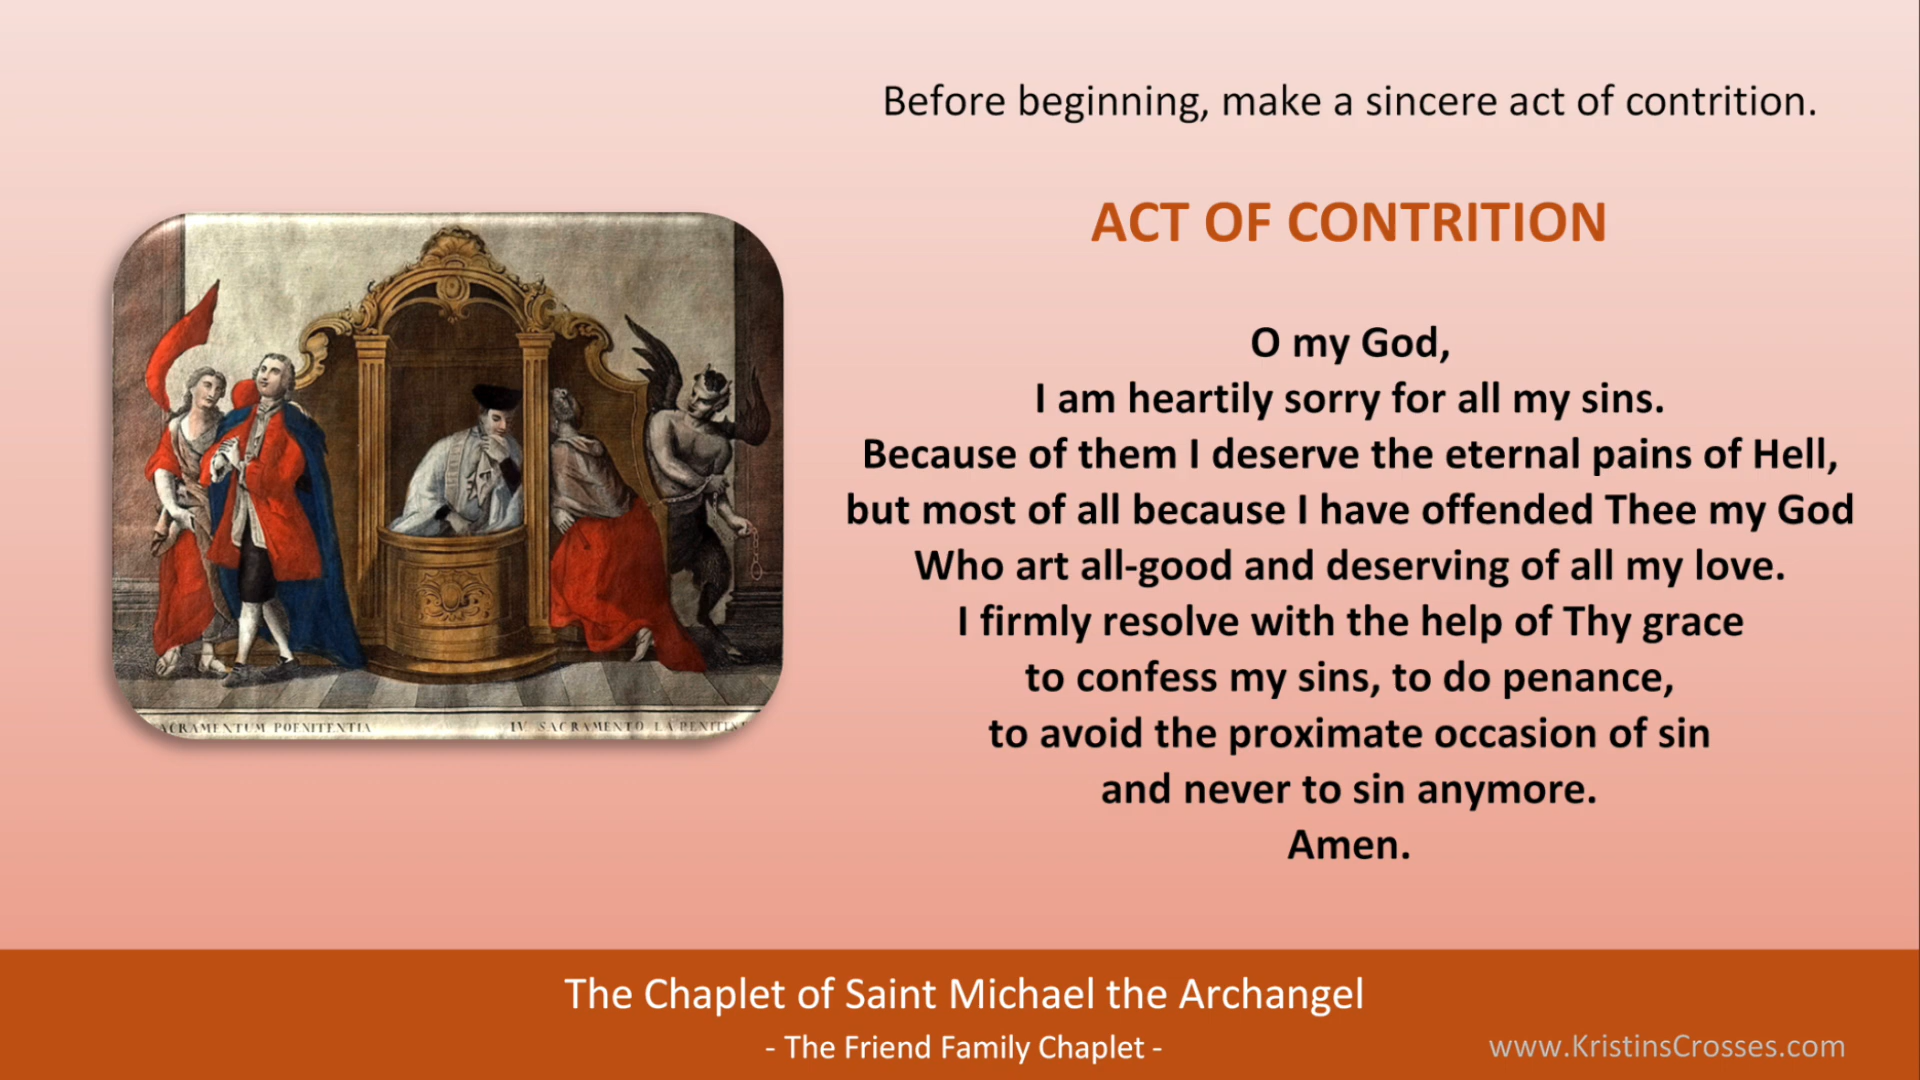 Before beginning, make a sincere act of contrition.
ACT OF CONTRITION
O my God,
I am heartily sorry for all my sins.
Because of them I deserve the eternal pains of Hell,
but most of all because I have offended Thee my God
Who art all-good and deserving of all my love.
I firmly resolve with the help of Thy grace
to confess my sins, to do penance,
to avoid the proximate occasion of sin
and never to sin anymore.
Amen.
POENITENTIA
IV. SACRAMENTO LA
The Chaplet of Saint Michael the Archangel
- The Friend Family Chaplet -
www.KristinsCrosses.com